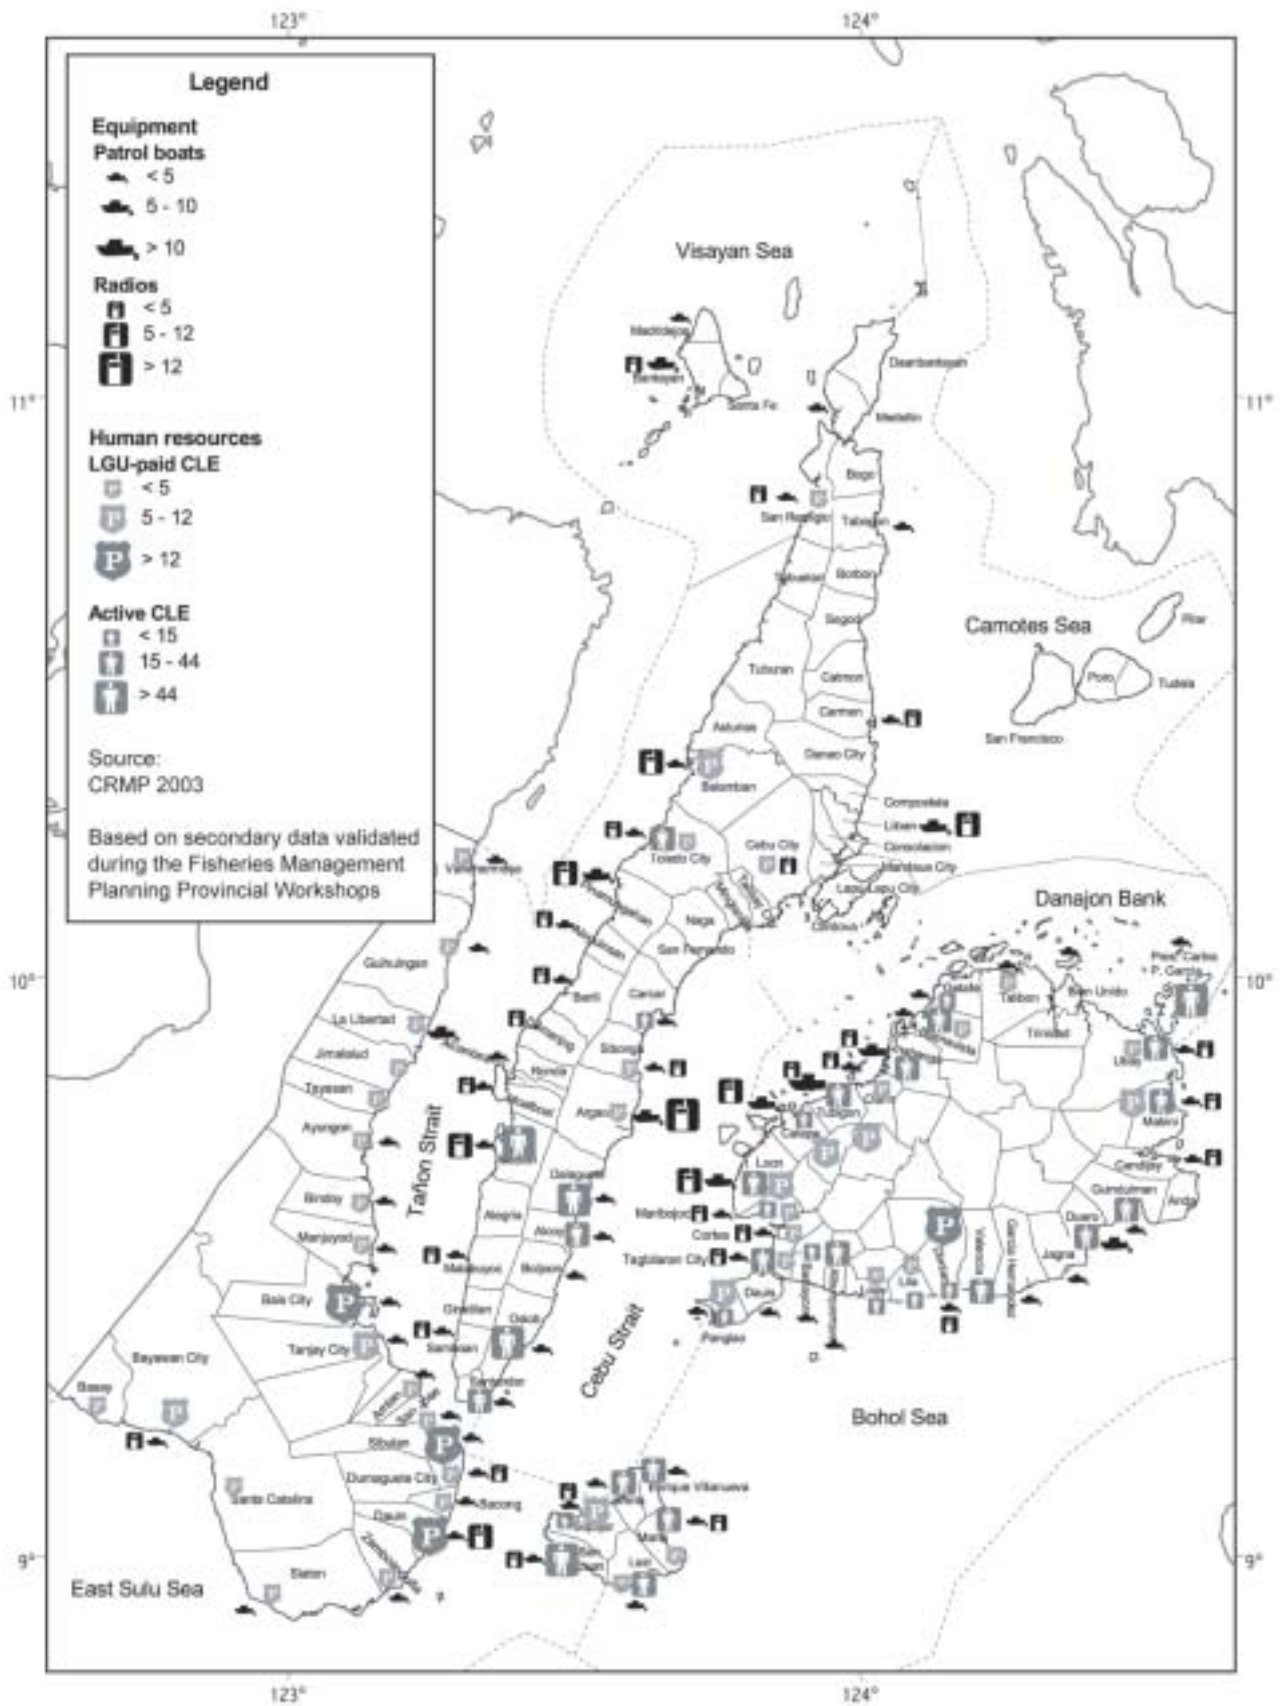 123°
124°
Legend
Equipment
Patrol boats
< 5
5 - 10
> 10
Radios
< 5
5 - 12
> 12
Human resources
LGU-paid CLE
< 5
5 - 12
P > 12
Active CLE
< 15
15 - 44
> 44
Source:
CRMP 2003
Based on secondary data validated
during the Fisheries Management
Planning Provincial Workshops
Visayan Sea
Madridejos
Bantayan
Santa Fe
Daanbantayan
11°
11°
Medellin
Bogo
San Remigio
Tabogon
Borbon
Sogod
Camotes Sea
Pilar
Tuburan
Catmon
Poro
Tudela
Carmen
San Francisco
Asturias
Danao City
Balamban
Compostela
Liloan
Consolacion
Toledo City
Cebu City
Mandaue City
Lapu Lapu City
Cordova
Naga
San Fernando
Danajon Bank
Guihulngan
Pres. Carlos
P. Garcia
10°
10°
Barili
Carcar
Talibon
Bien Undo
La Libertad
Trinidad
Jimalalud
Sibonga
Ubay
Ronda
Tayasan
Argao
Tubigan
Mabini
Ayungon
Tañon Strait
Calape
Dalaguete
Loon
Candijay
Guindulman
Anda
Bindoy
Alegria
Alcoy
Maribojoc
Duero
Manjuyod
Cortes
Valencia
Garcia Hernandez
Jagna
Malabuyoc
Boljoon
Tagbilaran City
Lila
Bais City
Ginatilan
Oslob
Dauis
Panglao
Tanjay City
Samboan
Cebu Strait
Bayawan City
Basay
Santander
Amlan
San Jose
Bohol Sea
Sibulan
Dumaguete City
Enrique Villanueva
Santa Catalina
Bacong
Dauin
Maria
Siaton
Lazi
9°
9°
East Sulu Sea
123°
124°